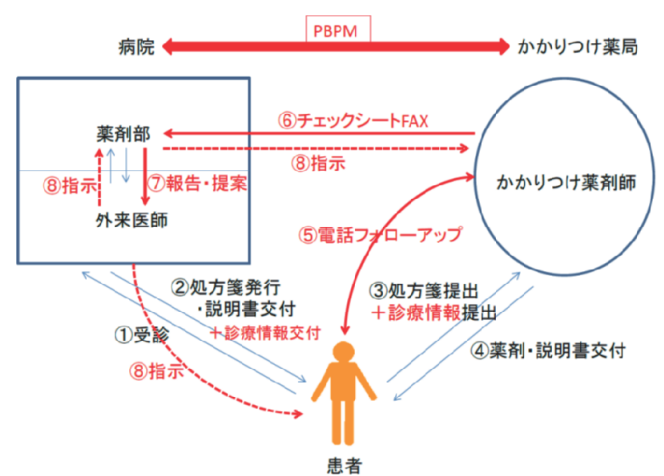 PBPM
病院
かかりつけ薬局
⑥チェックシートFAX
薬剤部
⑧指示
⑧指示
⑦報告・提案
かかりつけ薬剤師
外来医師
⑤電話フォローアップ
②処方箋発行
・説明書交付
＋診療情報交付
③処方箋提出
＋診療情報提出
①受診
④薬剤・説明書交付
⑧指示
患者